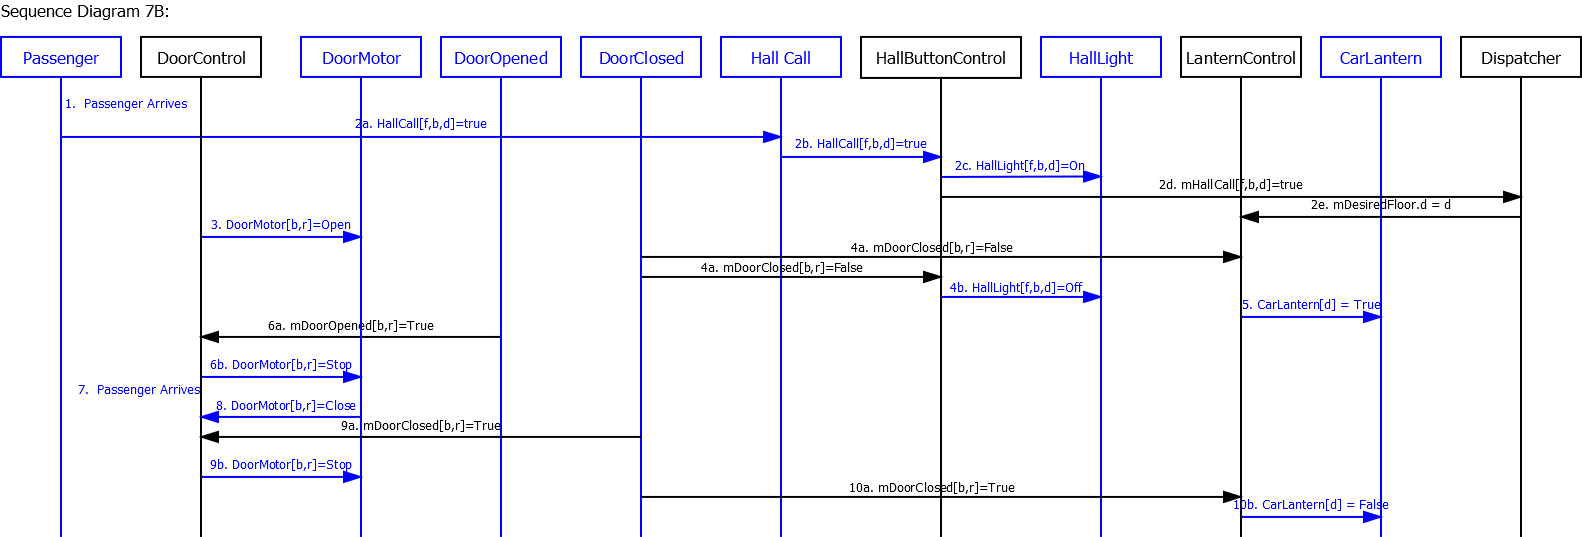 Sequence Diagram 7B:
Passenger
DoorControl
DoorMotor
DoorOpened
DoorClosed
Hall Call
HallButtonControl
HallLight
LanternControl
CarLantern
Dispatcher
1.  Passenger Arrives
2a. HallCall[f,b,d]=true
2b. HallCall[f,b,d]=true
2c. HallLight[f,b,d]=On
2d. mHallCall[f,b,d]=true
2e. mDesiredFloor.d = d
3. DoorMotor[b,r]=Open
4a. mDoorClosed[b,r]=False
4a. mDoorClosed[b,r]=False
4b. HallLight[f,b,d]=Off
5. CarLantern[d] = True
6a. mDoorOpened[b,r]=True
6b. DoorMotor[b,r]=Stop
7.  Passenger Arrives
8. DoorMotor[b,r]=Close
9a. mDoorClosed[b,r]=True
9b. DoorMotor[b,r]=Stop
10a. mDoorClosed[b,r]=True
10b. CarLantern[d] = False